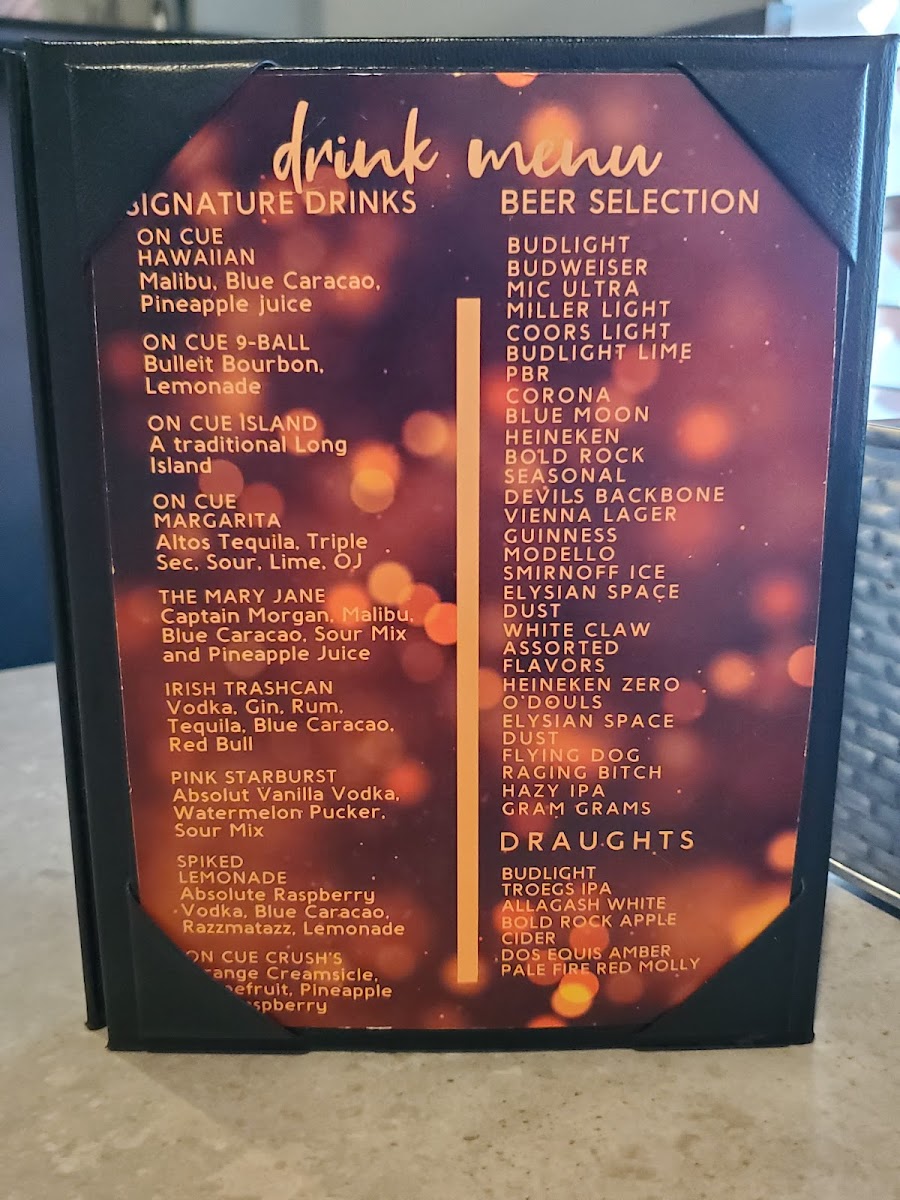 drink menu
SIGNATURE DRINKS
ON CUE
HAWAIIAN
Malibu, Blue Caracao,
Pineapple juice
ON CUE 9-BALL
Bulleit Bourbon,
Lemonade
ON CUE ISLAND
A traditional Long
Island
ON CUE
MARGARITA
Altos Tequila, Triple
Sec, Sour, Lime, OJ
THE MARY JANE
Captain Morgan, Malibu,
Blue Caracao, Sour Mix
and Pineapple Juice
IRISH TRASHCAN
Vodka, Gin, Rum,
Tequila, Blue Caracao,
Red Bull
PINK STARBURST
Absolut Vanilla Vodka,
Watermelon Pucker,
Sour Mix
SPIKED
LEMONADE
Absolute Raspberry
Vodka, Blue Caracao,
Razzmatazz, Lemonade
ON CUE CRUSH'S
Creamsicle,
Pineapple
BEER SELECTION
BUDLIGHT
BUDWEISER
MIC ULTRA
MILLER LIGHT
COORS LIGHT
BUDLIGHT LIME
PBR
CORONA
BLUE MOON
HEINEKEN
BOLD ROCK
SEASONAL
DEVILS BACKBONE
VIENNA LAGER
GUINNESS
MODELLO
SMIRNOFF ICE
ELYSIAN SPACE
DUST
WHITE CLAW
ASSORTED
FLAVORS
HEINEKEN ZERO
O'DOULS
ELYSIAN SPACE
DUST
FLYING DOG
RAGING BITCH
HAZY IPA
GRAM GRAMS
DRAUGHTS
BUDLIGHT
TROEGS IPA
ALLAGASH WHITE
BOLD ROCK APPLE
CIDER
DOS EQUIS AMBER
PALE FIRE RED MOLLY